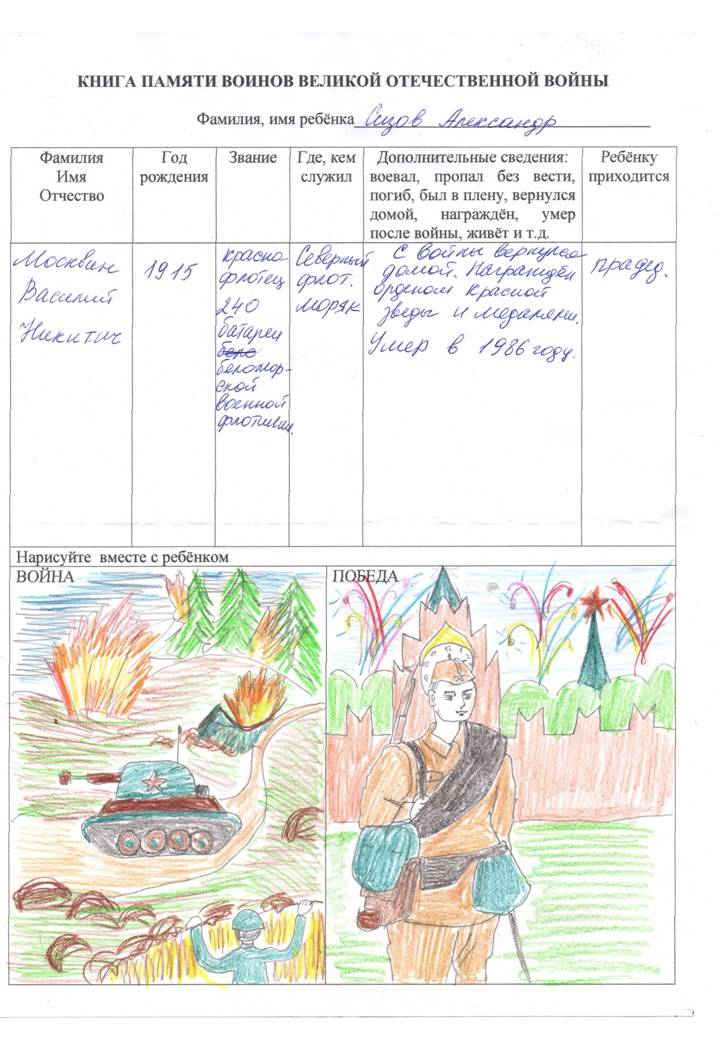 КНИГА ПАМЯТИ ВОИНОВ ВЕЛИКОЙ ОТЕЧЕСТВЕННОЙ ВОЙНЫ
Фамилия, имя ребёнка Сизов Александр
Фамилия
Имя
Отчество
Год
рождения
Звание
Где, кем
служил
Дополнительные сведения:
воевал, пропал без вести,
погиб, был в плену, вернулся
домой, награждён, умер
после войны, живёт и т.д.
Ребёнку
приходится
Москвин
Василий
Никитич
1915
красно-
флотец
240
батареи
бело
беломор-
ской
военной
флотилии.
Северный
флот.
моряк
С войны вернулся
домой. Награждён
орденом Красной
зведы и медалями.
Умер в 1986 году.
прадед.
Нарисуйте вместе с ребёнком
ВОЙНА
ПОБЕДА